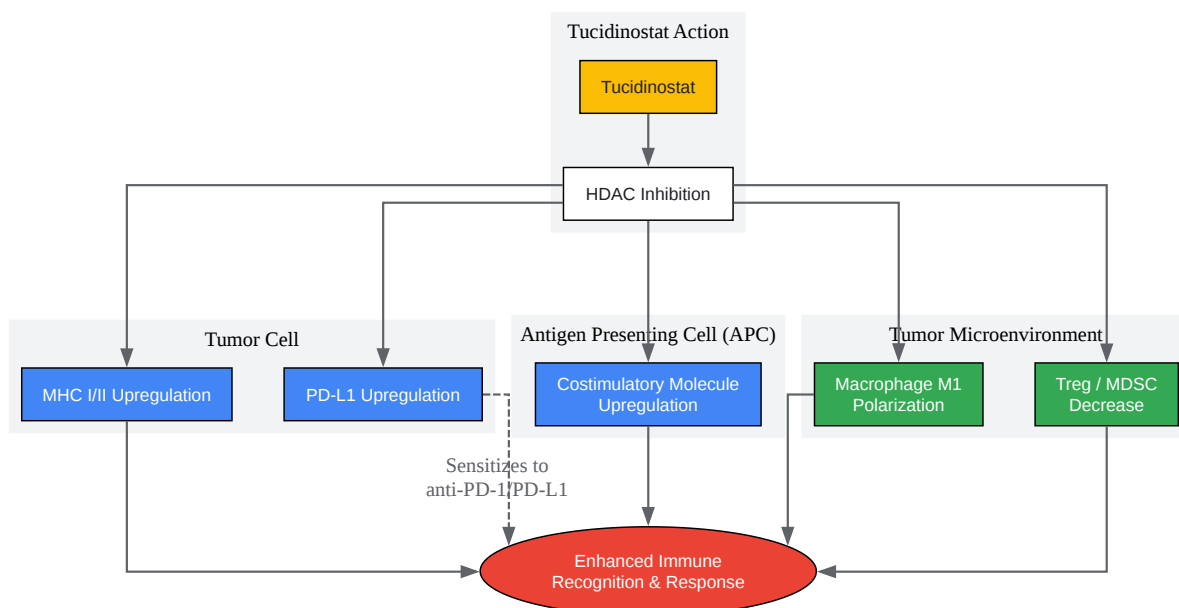 Tucidinostat Action
Tucidinostat
HDAC Inhibition
Tumor Cell
Antigen Presenting Cell (APC)
Tumor Microenvironment
MHC I/II Upregulation
PD-L1 Upregulation
Costimulatory Molecule
Upregulation
Macrophage M1
Polarization
Treg / MDSC
Decrease
Sensitizes to
anti-PD-1/PD-L1
Enhanced Immune
Recognition & Response